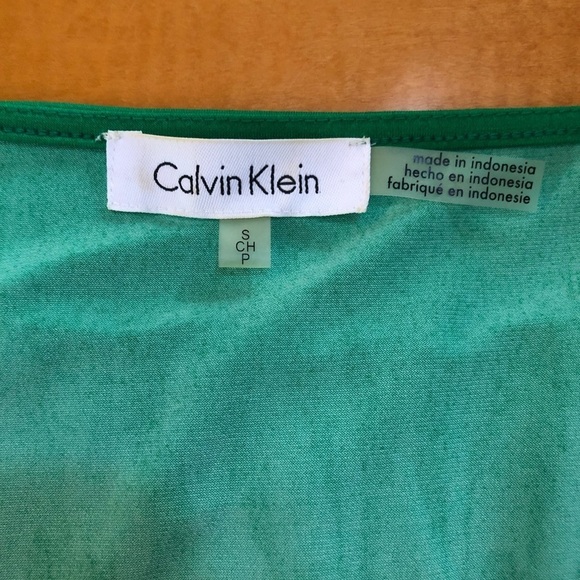 Calvin Klein
made in indonesia
hecho en indonesia
fabriqué en indonesie
S
CH
P